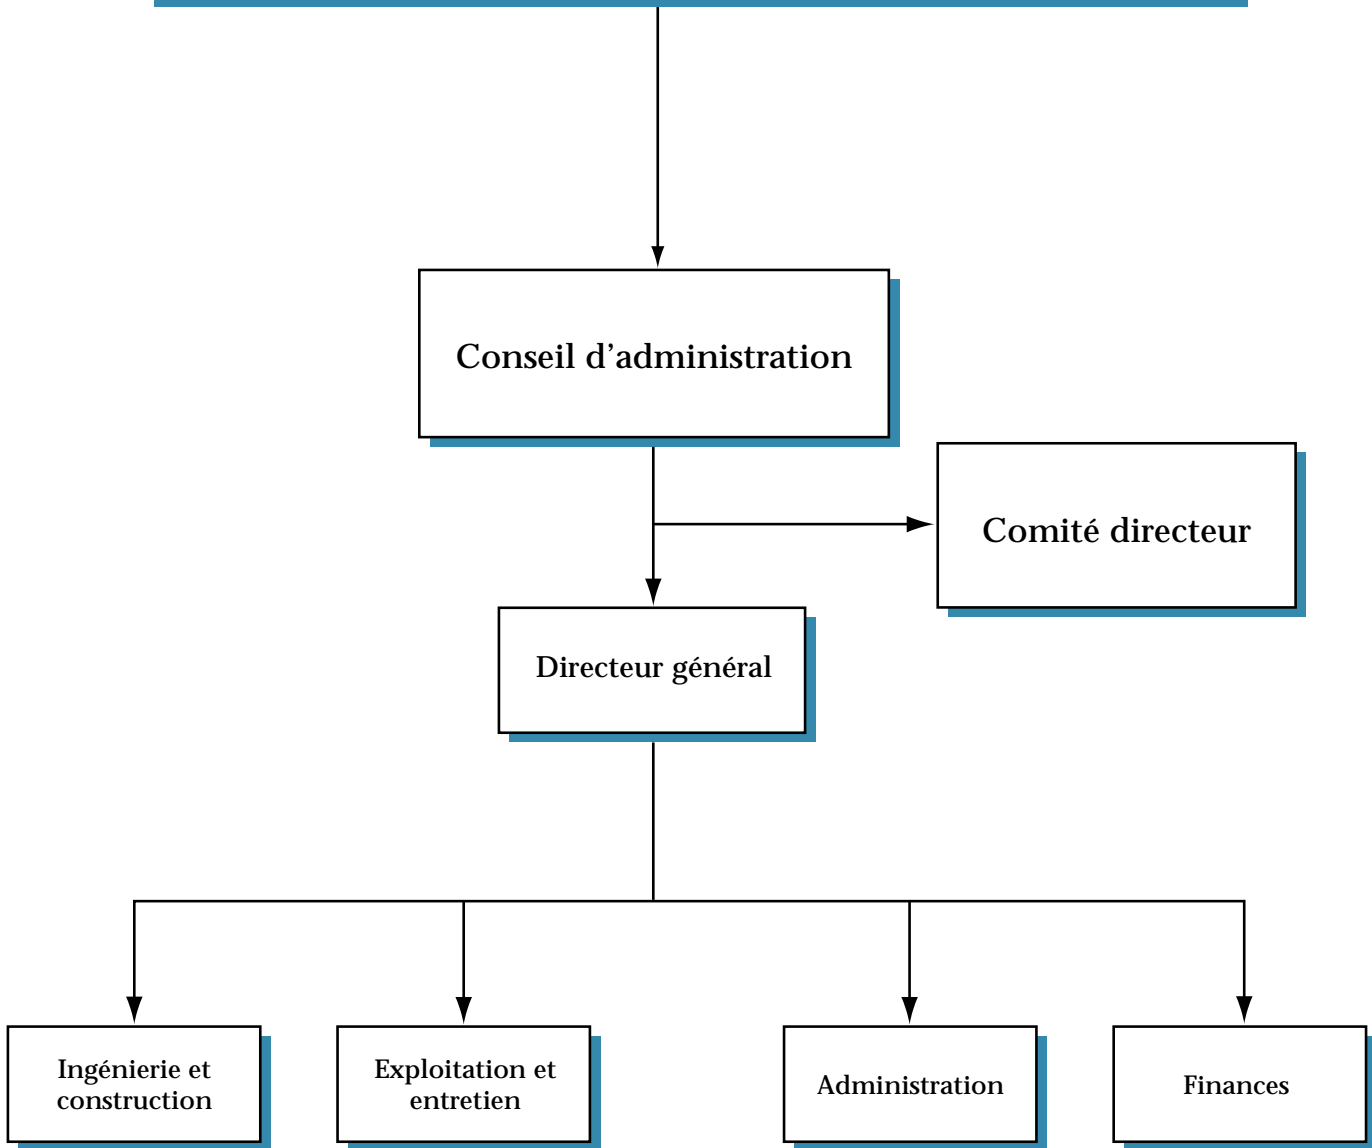 Conseil d’administration
Comité directeur
Directeur général
Ingénierie et
construction
Exploitation et
entretien
Administration
Finances